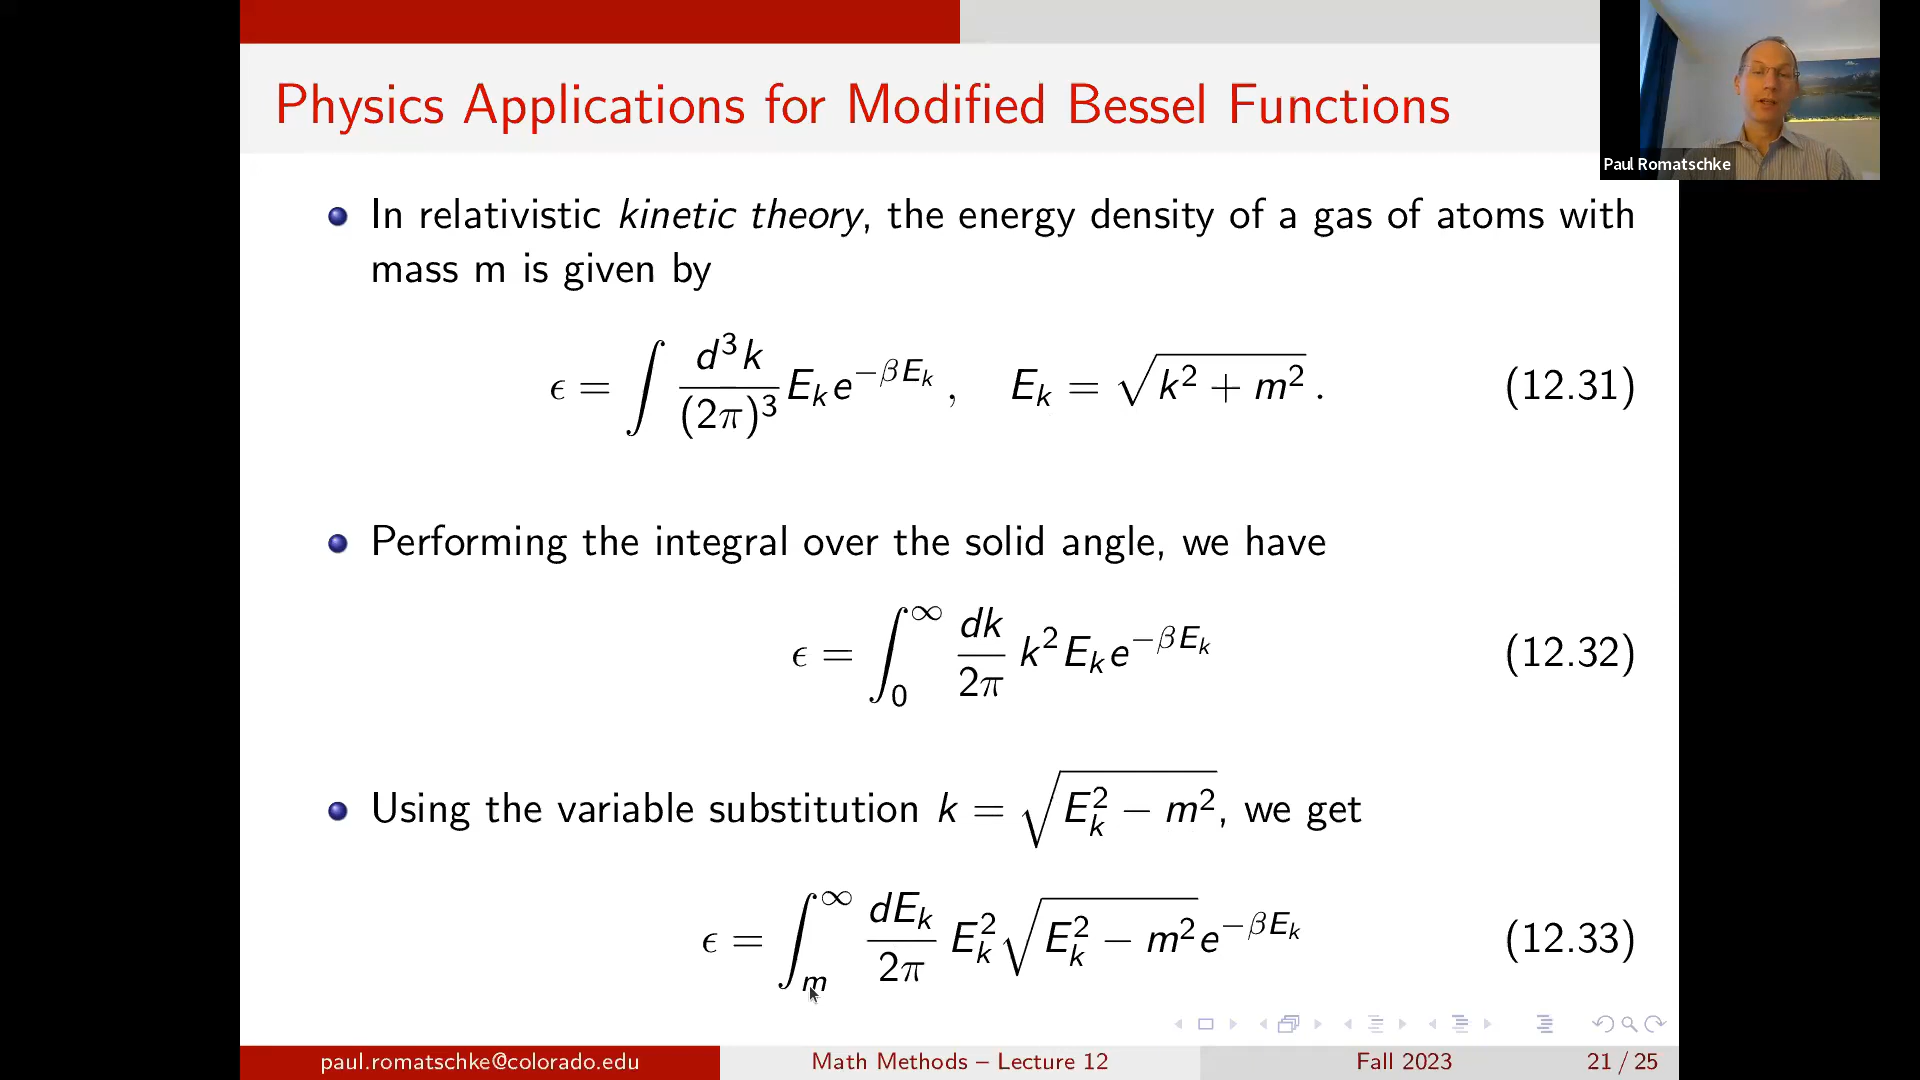 Physics Applications for Modified Bessel Functions
Paul Romatschke
In relativistic kinetic theory, the energy density of a gas of atoms with
mass m is given by
ϵ = ∫ d³k/(2π)³ E_k e^{−βE_k} , E_k = √(k² + m²) . (12.31)
Performing the integral over the solid angle, we have
ϵ = ∫_0^∞ dk/2π k² E_k e^{−βE_k} (12.32)
Using the variable substitution k = √(E_k² − m²), we get
ϵ = ∫_m^∞ dE_k/2π E_k² √(E_k² − m²) e^{−βE_k} (12.33)
paul.romatschke@colorado.edu Math Methods – Lecture 12 Fall 2023 21 / 25